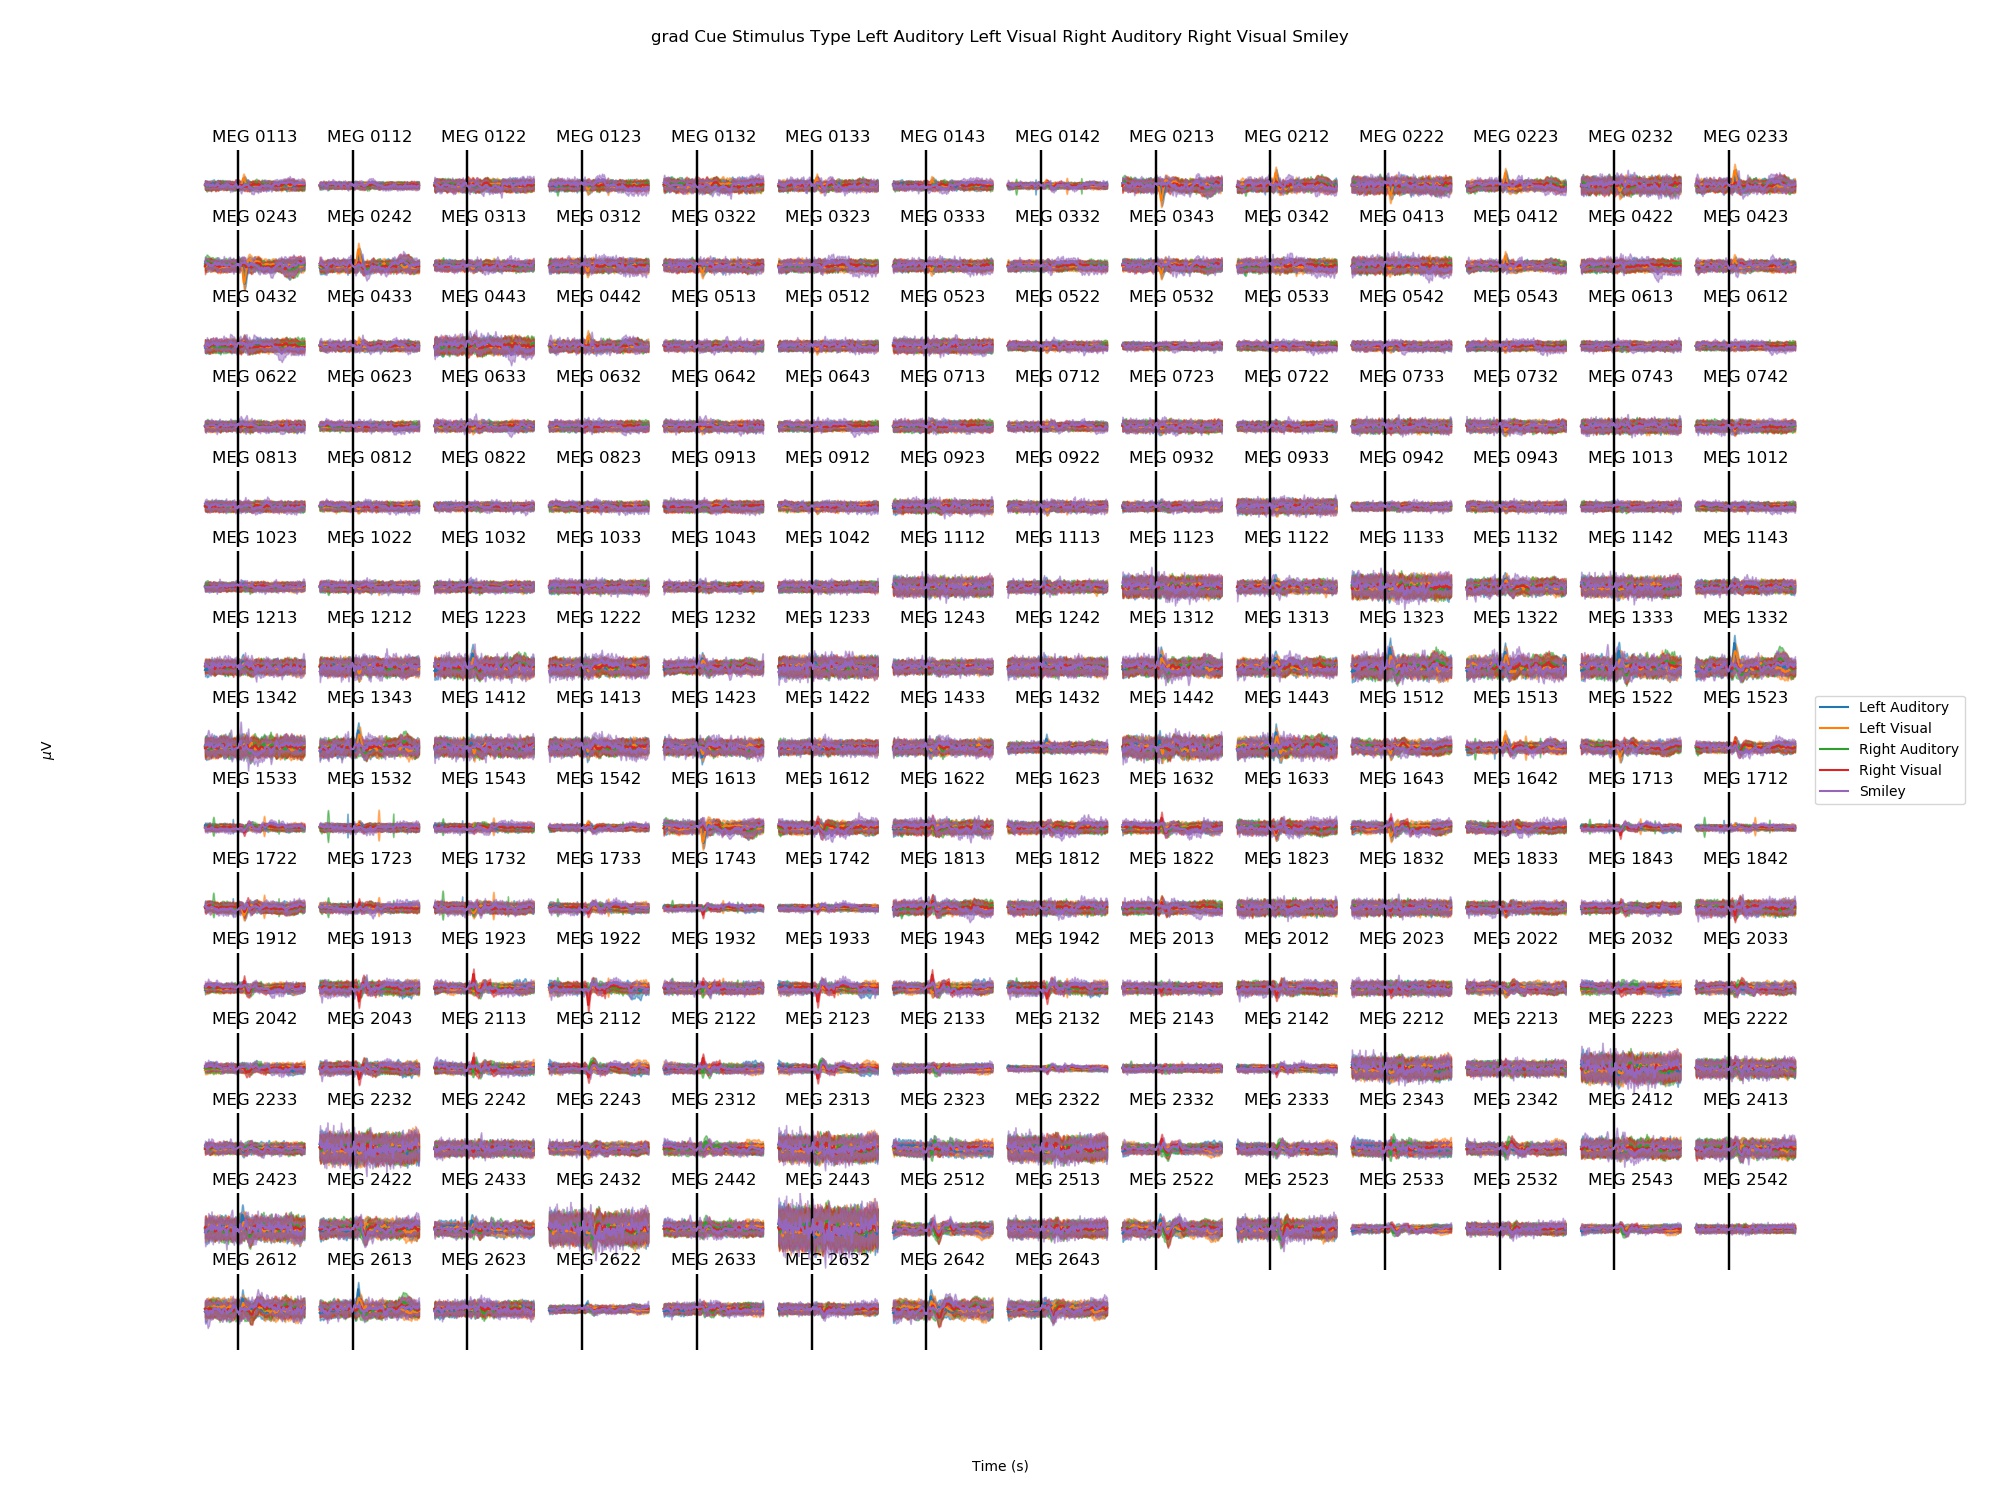 grad Cue Stimulus Type Left Auditory Left Visual Right Auditory Right Visual Smiley
MEG 0113 MEG 0112 MEG 0122 MEG 0123 MEG 0132 MEG 0133 MEG 0143 MEG 0142 MEG 0213 MEG 0212 MEG 0222 MEG 0223 MEG 0232 MEG 0233
MEG 0243 MEG 0242 MEG 0313 MEG 0312 MEG 0322 MEG 0323 MEG 0333 MEG 0332 MEG 0343 MEG 0342 MEG 0413 MEG 0412 MEG 0422 MEG 0423
MEG 0432 MEG 0433 MEG 0443 MEG 0442 MEG 0513 MEG 0512 MEG 0523 MEG 0522 MEG 0532 MEG 0533 MEG 0542 MEG 0543 MEG 0613 MEG 0612
MEG 0622 MEG 0623 MEG 0633 MEG 0632 MEG 0642 MEG 0643 MEG 0713 MEG 0712 MEG 0723 MEG 0722 MEG 0733 MEG 0732 MEG 0743 MEG 0742
MEG 0813 MEG 0812 MEG 0822 MEG 0823 MEG 0913 MEG 0912 MEG 0923 MEG 0922 MEG 0932 MEG 0933 MEG 0942 MEG 0943 MEG 1013 MEG 1012
MEG 1023 MEG 1022 MEG 1032 MEG 1033 MEG 1043 MEG 1042 MEG 1112 MEG 1113 MEG 1123 MEG 1122 MEG 1133 MEG 1132 MEG 1142 MEG 1143
MEG 1213 MEG 1212 MEG 1223 MEG 1222 MEG 1232 MEG 1233 MEG 1243 MEG 1242 MEG 1312 MEG 1313 MEG 1323 MEG 1322 MEG 1333 MEG 1332
MEG 1342 MEG 1343 MEG 1412 MEG 1413 MEG 1423 MEG 1422 MEG 1433 MEG 1432 MEG 1442 MEG 1443 MEG 1512 MEG 1513 MEG 1522 MEG 1523
Left Auditory
Left Visual
Right Auditory
Right Visual
Smiley
μV
MEG 1533 MEG 1532 MEG 1543 MEG 1542 MEG 1613 MEG 1612 MEG 1622 MEG 1623 MEG 1632 MEG 1633 MEG 1643 MEG 1642 MEG 1713 MEG 1712
MEG 1722 MEG 1723 MEG 1732 MEG 1733 MEG 1743 MEG 1742 MEG 1813 MEG 1812 MEG 1822 MEG 1823 MEG 1832 MEG 1833 MEG 1843 MEG 1842
MEG 1912 MEG 1913 MEG 1923 MEG 1922 MEG 1932 MEG 1933 MEG 1943 MEG 1942 MEG 2013 MEG 2012 MEG 2023 MEG 2022 MEG 2032 MEG 2033
MEG 2042 MEG 2043 MEG 2113 MEG 2112 MEG 2122 MEG 2123 MEG 2133 MEG 2132 MEG 2143 MEG 2142 MEG 2212 MEG 2213 MEG 2223 MEG 2222
MEG 2233 MEG 2232 MEG 2242 MEG 2243 MEG 2312 MEG 2313 MEG 2323 MEG 2322 MEG 2332 MEG 2333 MEG 2343 MEG 2342 MEG 2412 MEG 2413
MEG 2423 MEG 2422 MEG 2433 MEG 2432 MEG 2442 MEG 2443 MEG 2512 MEG 2513 MEG 2522 MEG 2523 MEG 2533 MEG 2532 MEG 2543 MEG 2542
MEG 2612 MEG 2613 MEG 2623 MEG 2622 MEG 2633 MEG 2632 MEG 2642 MEG 2643
Time (s)